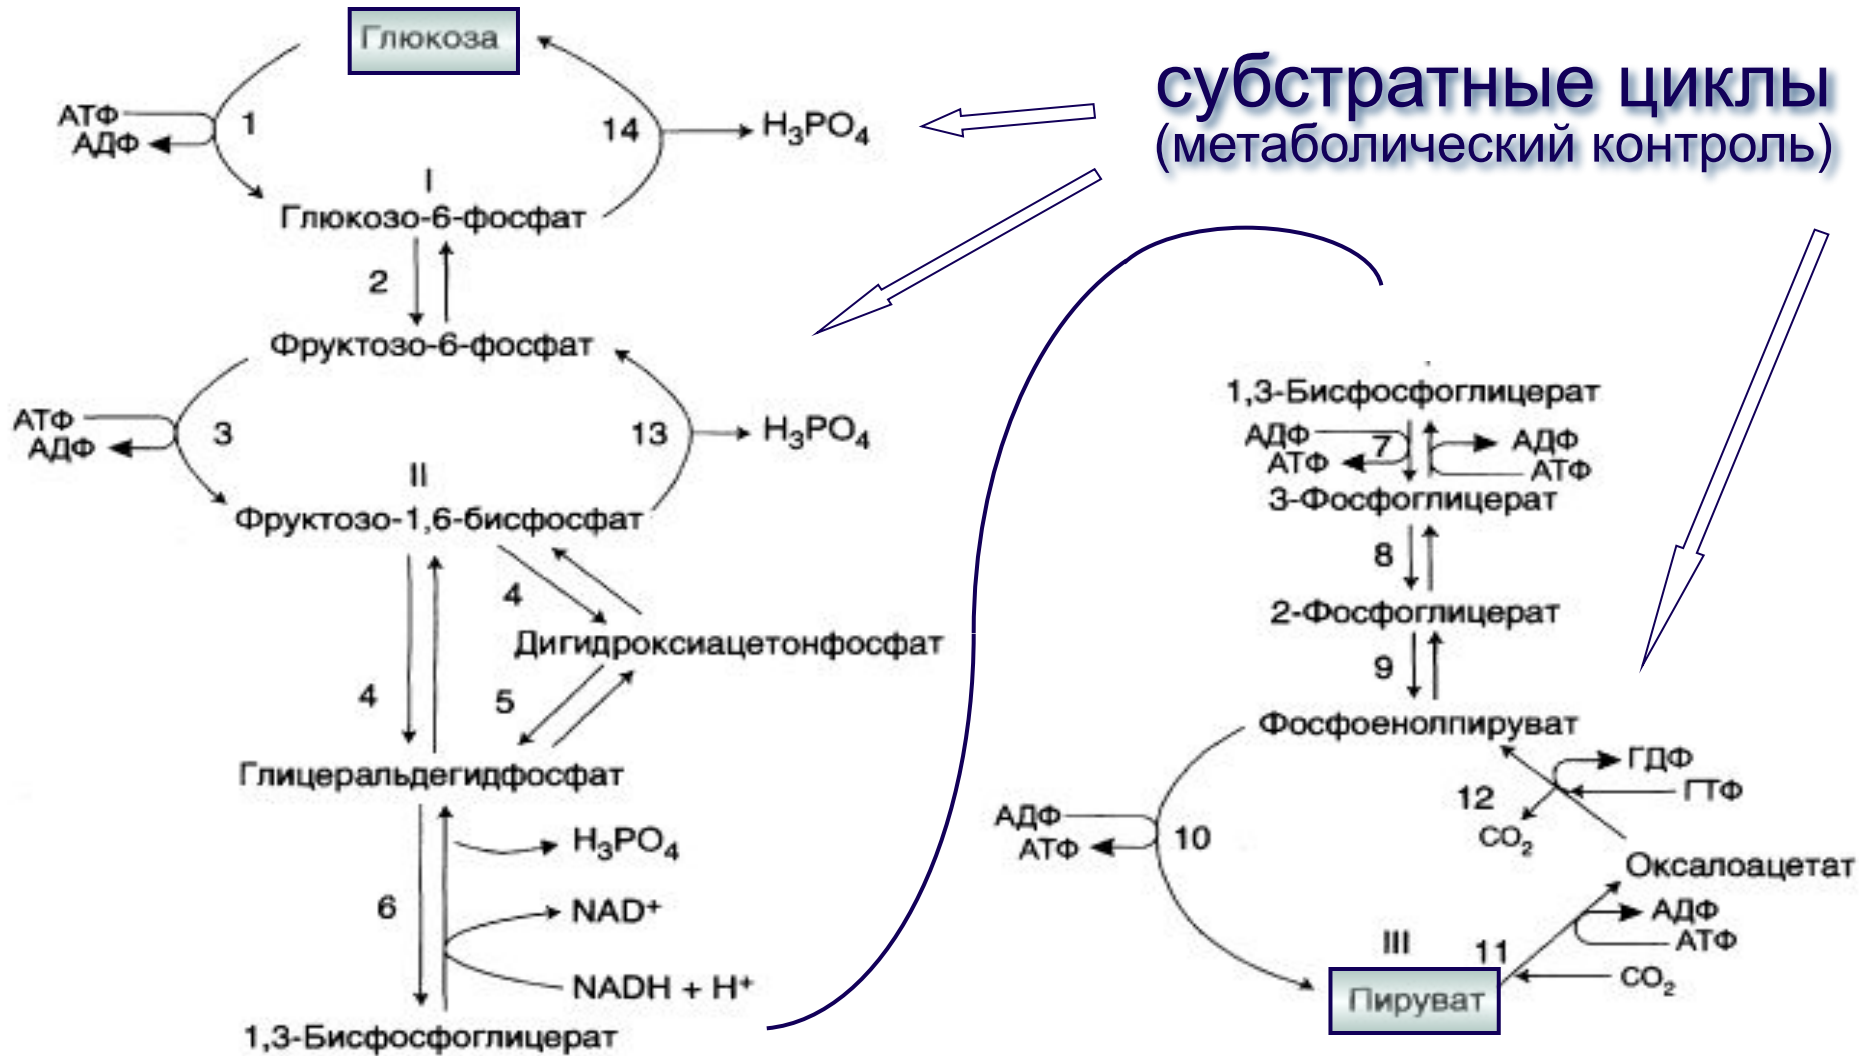 Глюкоза
субстратные циклы
(метаболический контроль)
АТФ
АДФ
1
14
H₃PO₄
I
Глюкозо-6-фосфат
2
Фруктозо-6-фосфат
АТФ
АДФ
3
13
H₃PO₄
II
Фруктозо-1,6-бисфосфат
4
Дигидроксиацетонфосфат
4
5
Глицеральдегидфосфат
H₃PO₄
6
NAD⁺
NADH + H⁺
1,3-Бисфосфоглицерат
1,3-Бисфосфоглицерат
АДФ
АТФ
7
АДФ
АТФ
3-Фосфоглицерат
8
2-Фосфоглицерат
9
Фосфоенолпируват
ГДФ
ГТФ
12
CO₂
АДФ
АТФ
10
Оксалоацетат
АДФ
АТФ
III
11
CO₂
Пируват